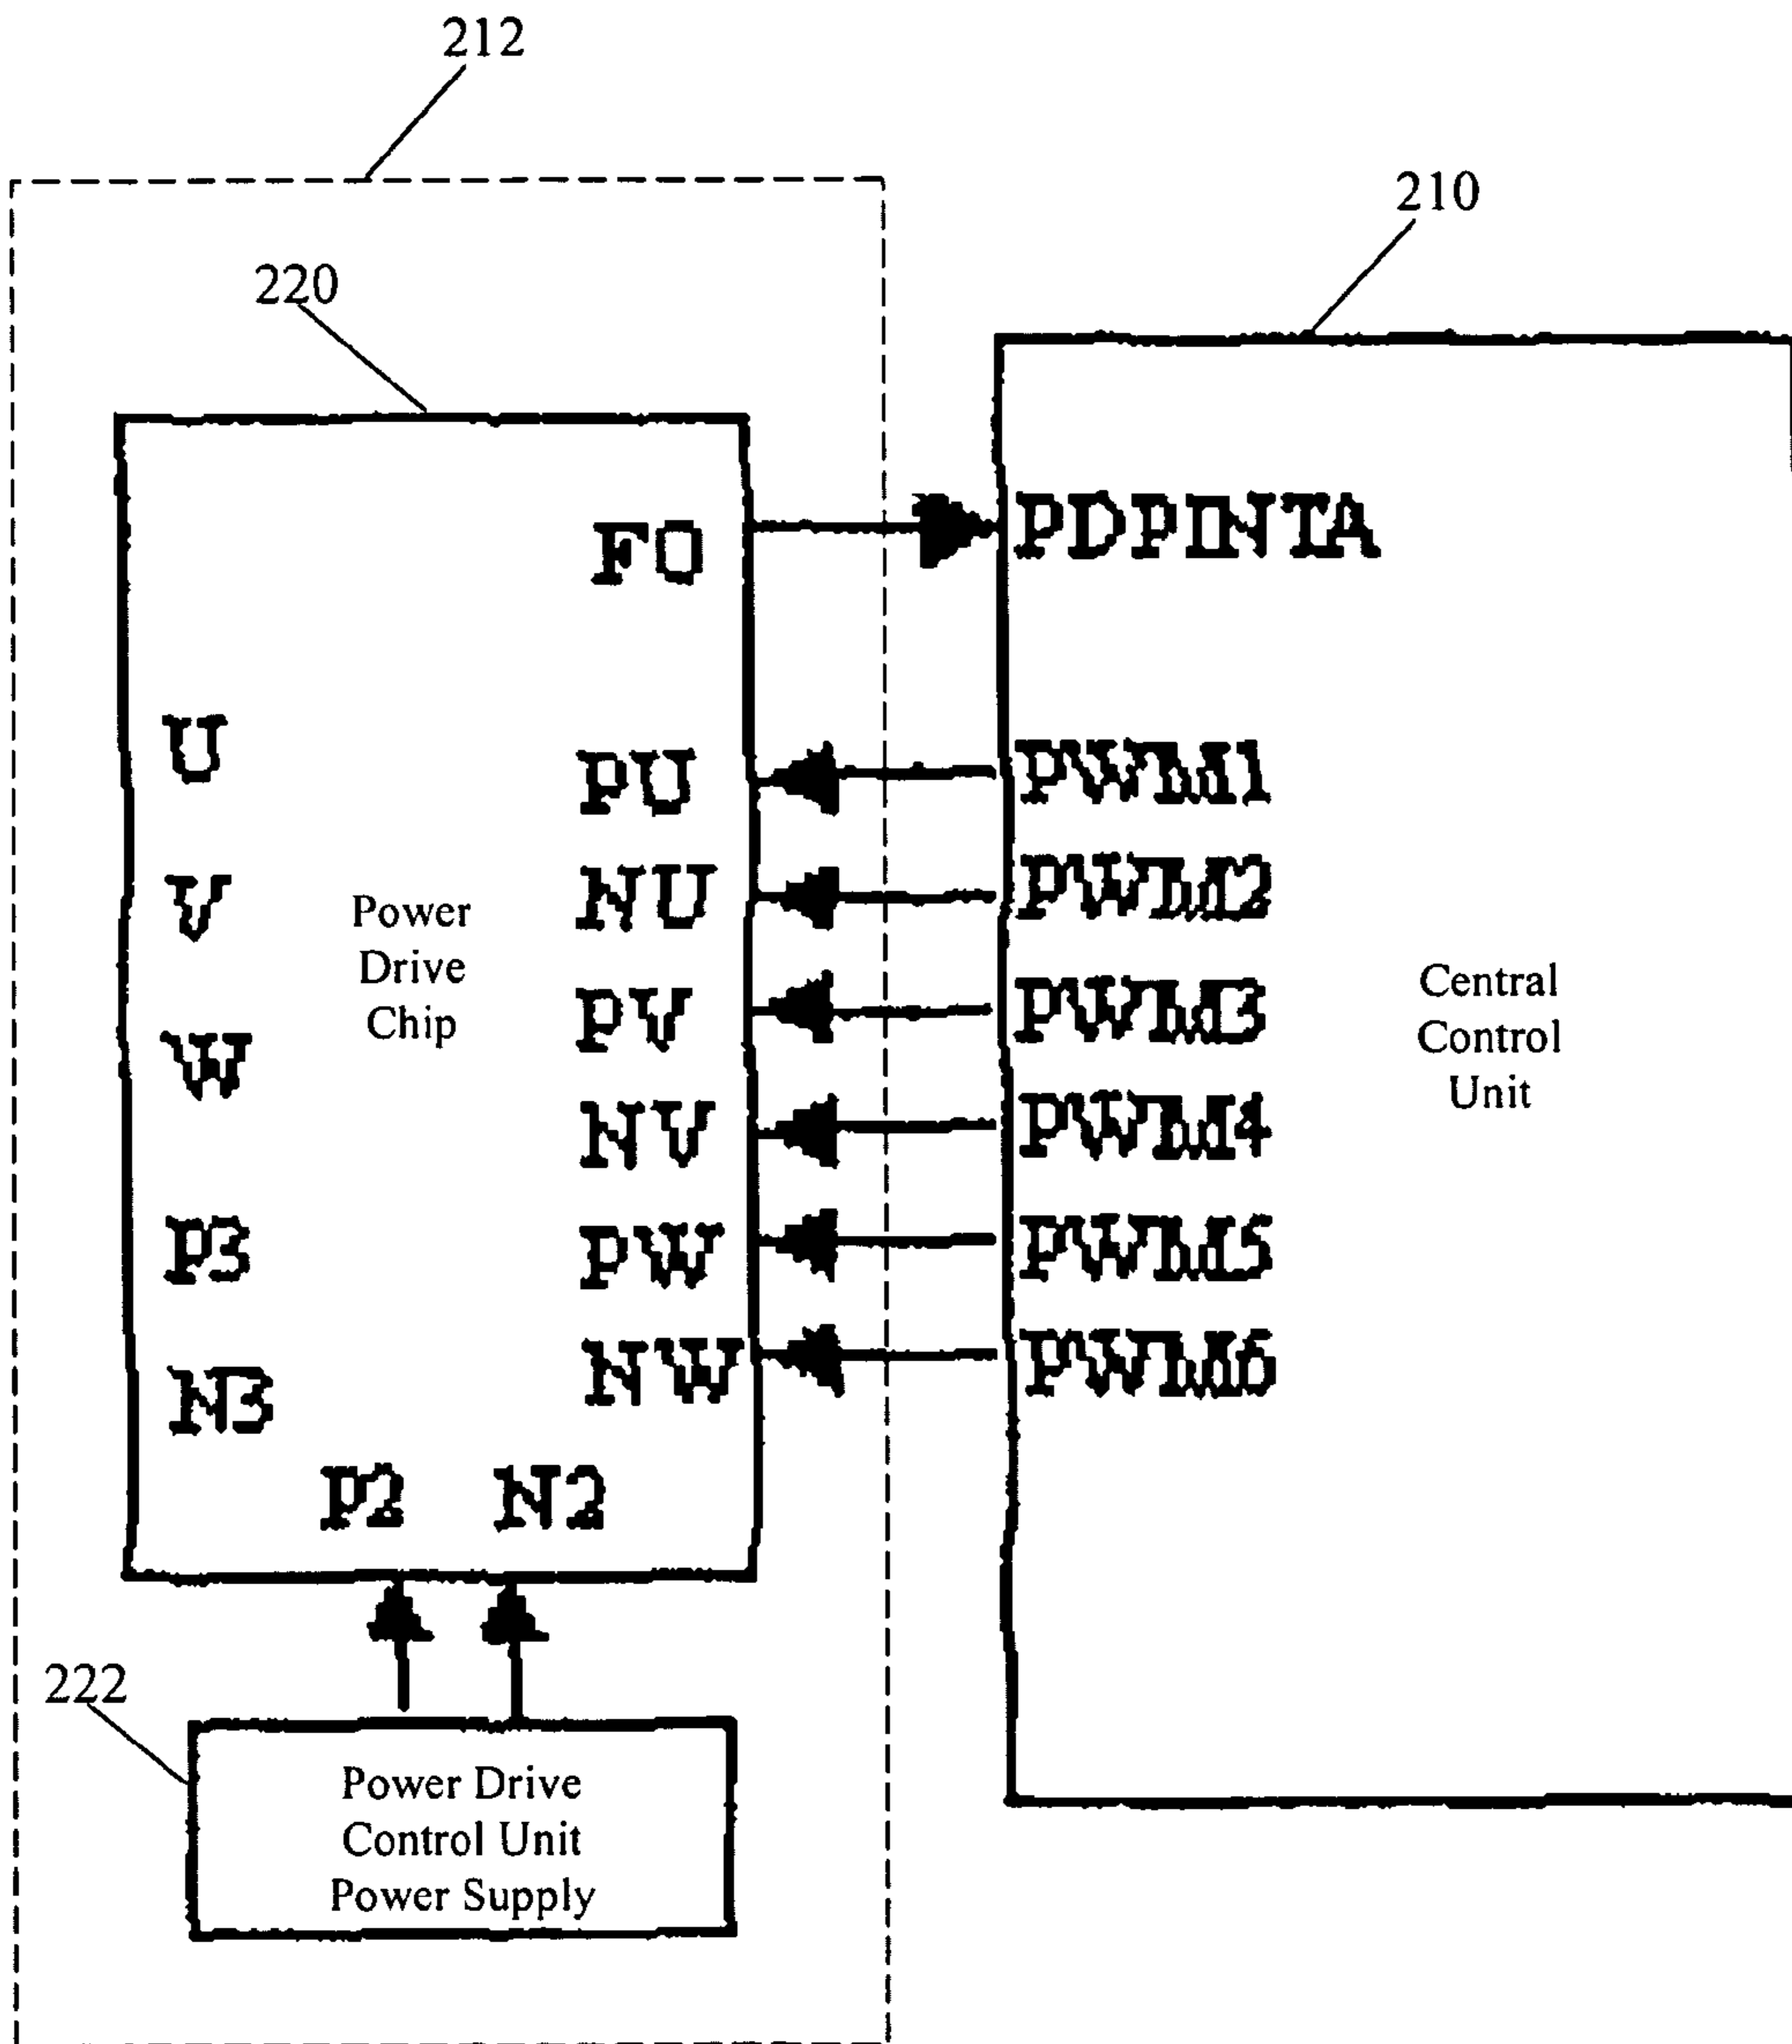 212
210
220
FO
PDPINTA
U
PU
PWM1
V
NU
PWM2
Power
Drive
Chip
PV
PWM3
Central
Control
Unit
W
NV
PWM4
P3
PW
PWM5
N3
NW
PWM6
P2 N2
222
Power Drive
Control Unit
Power Supply